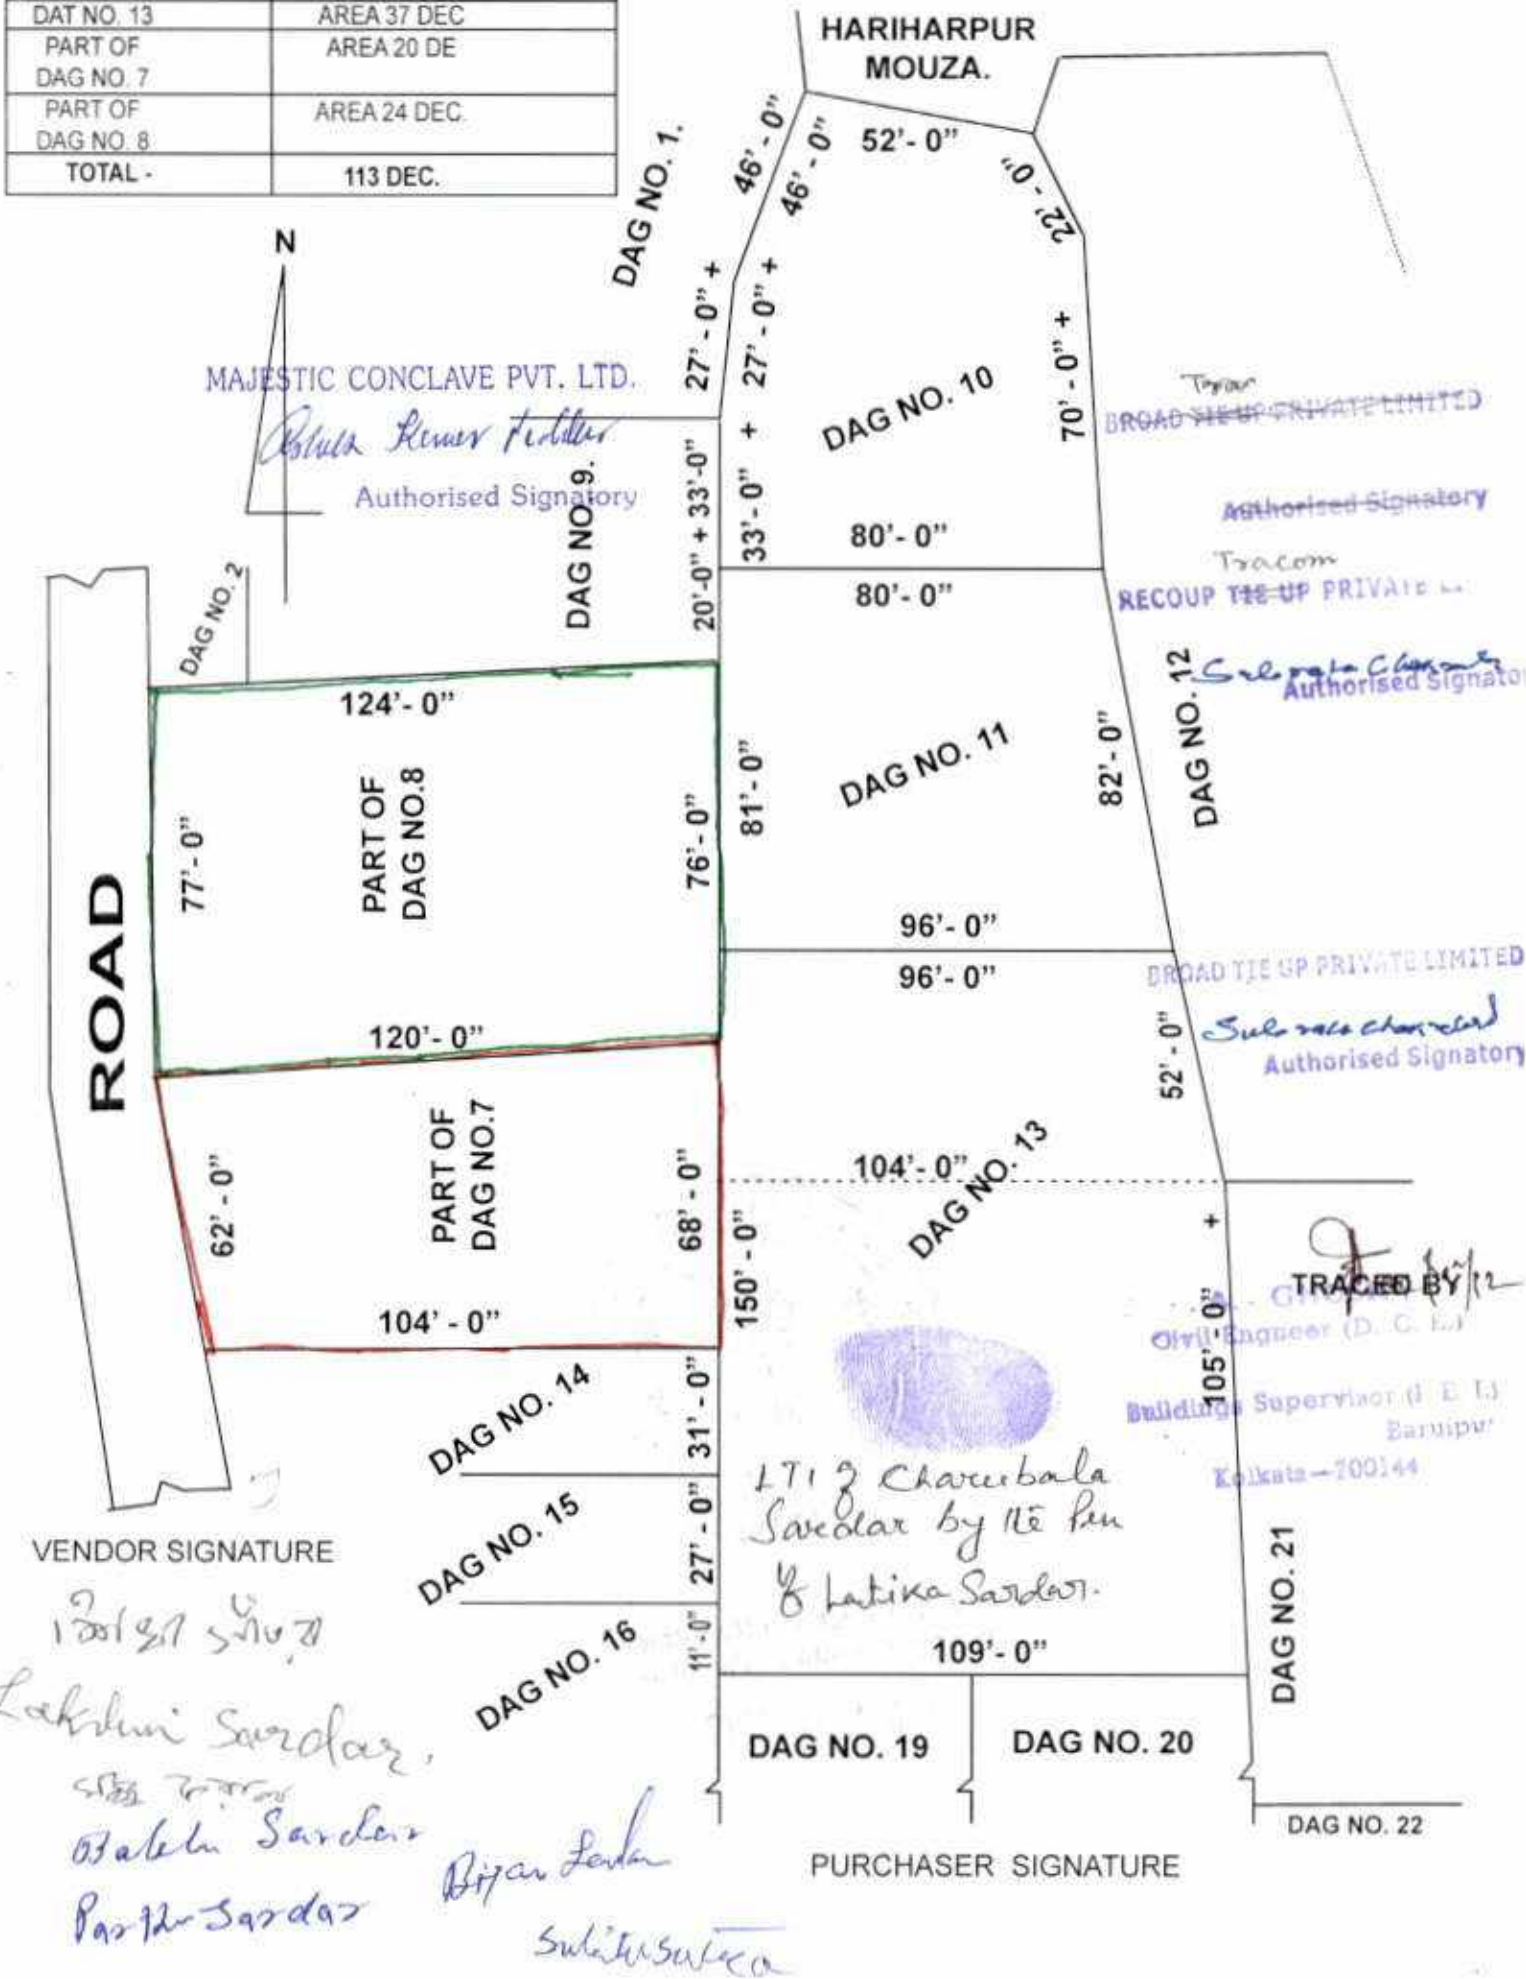 DAT NO. 13 AREA 37 DEC
PART OF AREA 20 DE
DAG NO. 7
PART OF AREA 24 DEC.
DAG NO. 8
TOTAL - 113 DEC.
HARIHARPUR
MOUZA.
N
DAG NO. 1.
46'- 0"
46'- 0"
52'- 0"
22'- 0"
27'- 0" +
27'- 0" +
70'- 0" +
DAG NO. 10
MAJESTIC CONCLAVE PVT. LTD.
Authorised Signatory
DAG NO. 9.
20'-0" + 33'-0"
33'- 0" +
80'- 0"
80'- 0"
BROAD TIE UP PRIVATE LIMITED
Authorised Signatory
Tracom
RECOUP TIE UP PRIVATE
Authorised Signato
DAG NO. 2
124'- 0"
77'- 0"
PART OF
DAG NO.8
76'- 0"
81'- 0"
DAG NO. 11
82'- 0"
DAG NO. 12
96'- 0"
96'- 0"
ROAD
120'- 0"
BROAD TIE UP PRIVATE LIMITED
Authorised Signatory
52'- 0"
62' - 0"
PART OF
DAG NO.7
68' - 0"
104' - 0"
150' - 0"
104'- 0"
DAG NO. 13
105' - 0" +
TRACED BY
Civil Engneer (D. C. E.)
Buildings Supervisor (I. B. I.)
Baruipur
Kolkata-700144
DAG NO. 14
31' - 0"
DAG NO. 15
27' - 0"
DAG NO. 16
11'-0"
LTI of Charubala
Sardar by the Pen
of Latika Sardar.
109'- 0"
DAG NO. 21
DAG NO. 19
DAG NO. 20
DAG NO. 22
VENDOR SIGNATURE
Lakshmi Sardar,
Sardar
Partha Sardar
PURCHASER SIGNATURE